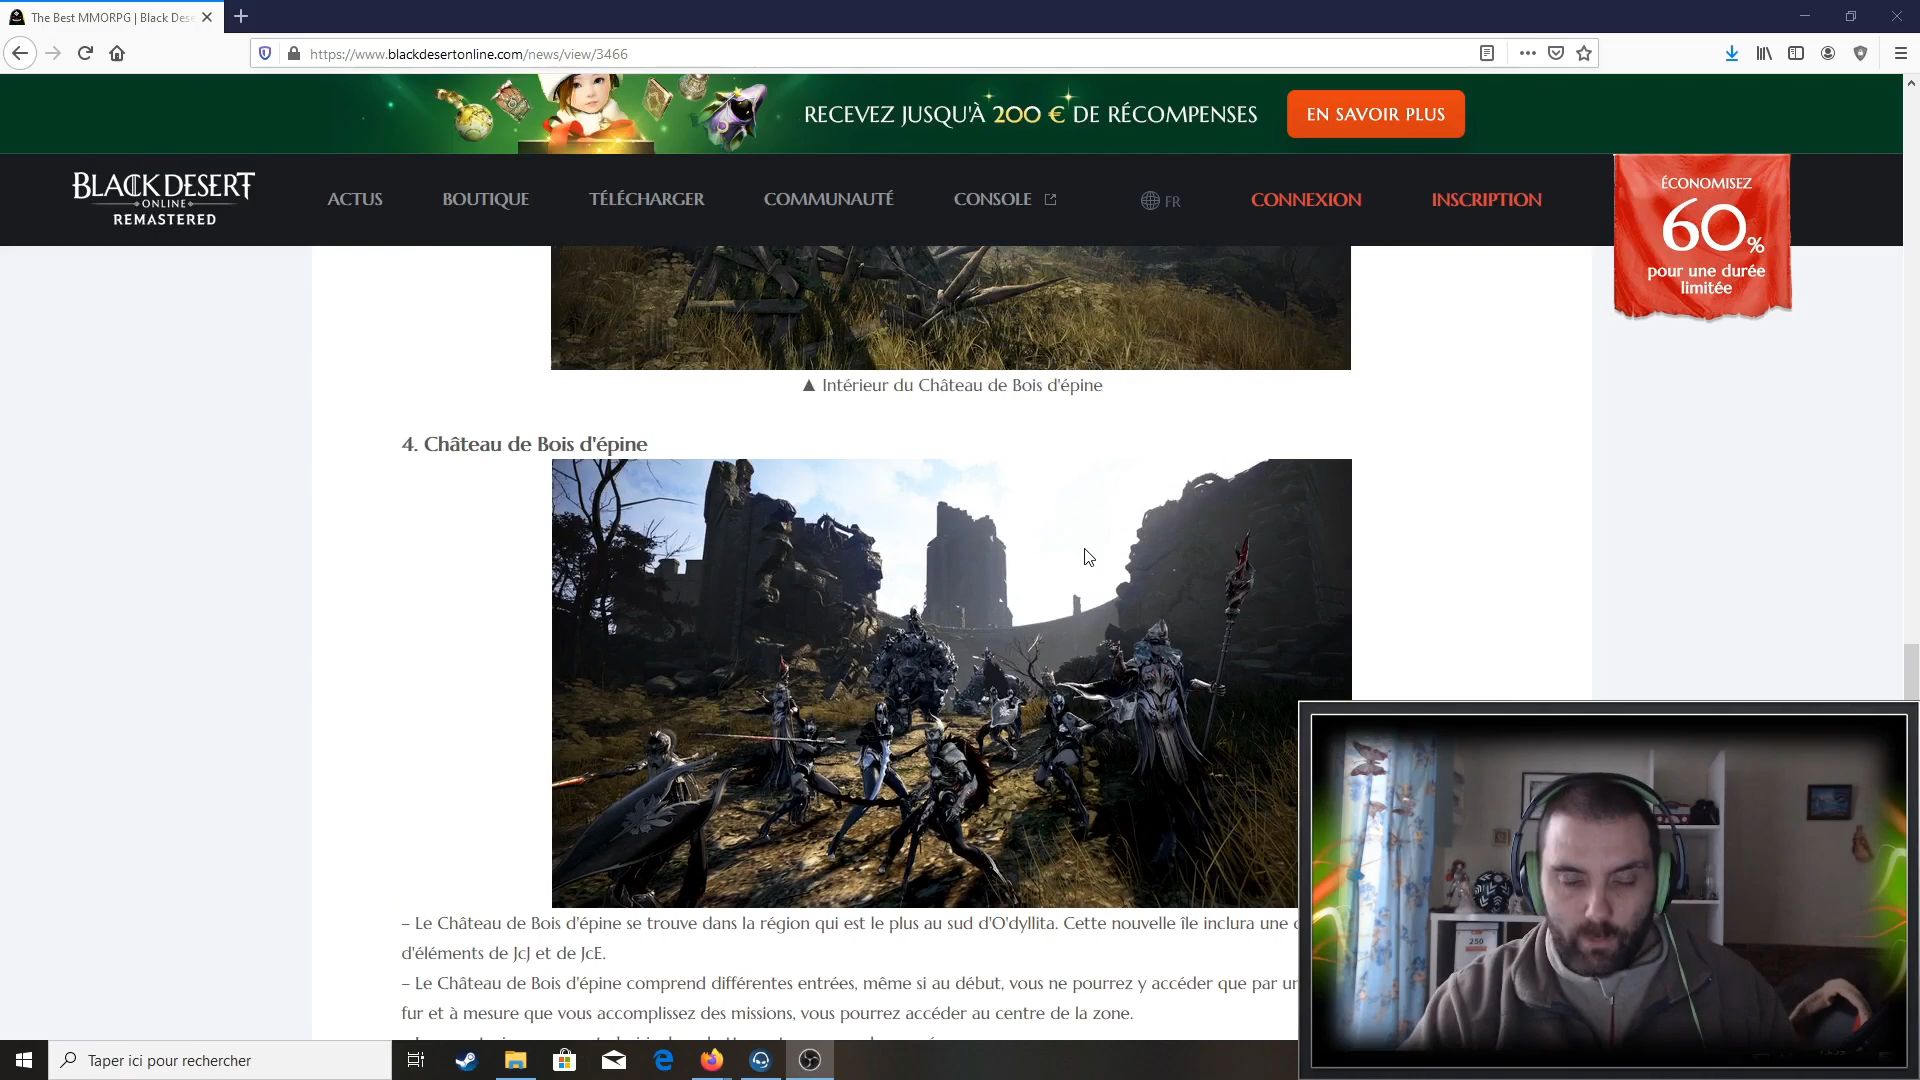 The Best MMORPG | Black Des
https://www.blackdesertonline.com/news/view/3466
RECEVEZ JUSQU'À 200 € DE RÉCOMPENSES
EN SAVOIR PLUS
BLACK DESERT
ONLINE
REMASTERED
ACTUS
BOUTIQUE
TÉLÉCHARGER
COMMUNAUTÉ
CONSOLE
FR
CONNEXION
INSCRIPTION
ÉCONOMISEZ
60%
pour une durée
limitée
▲ Intérieur du Château de Bois d'épine
4. Château de Bois d'épine
– Le Château de Bois d'épine se trouve dans la région qui est le plus au sud d'O'dyllita. Cette nouvelle île inclura une
d'éléments de JcJ et de JcE.
– Le Château de Bois d'épine comprend différentes entrées, même si au début, vous ne pourrez y accéder que par
fur et à mesure que vous accomplissez des missions, vous pourrez accéder au centre de la zone.
250
Taper ici pour rechercher